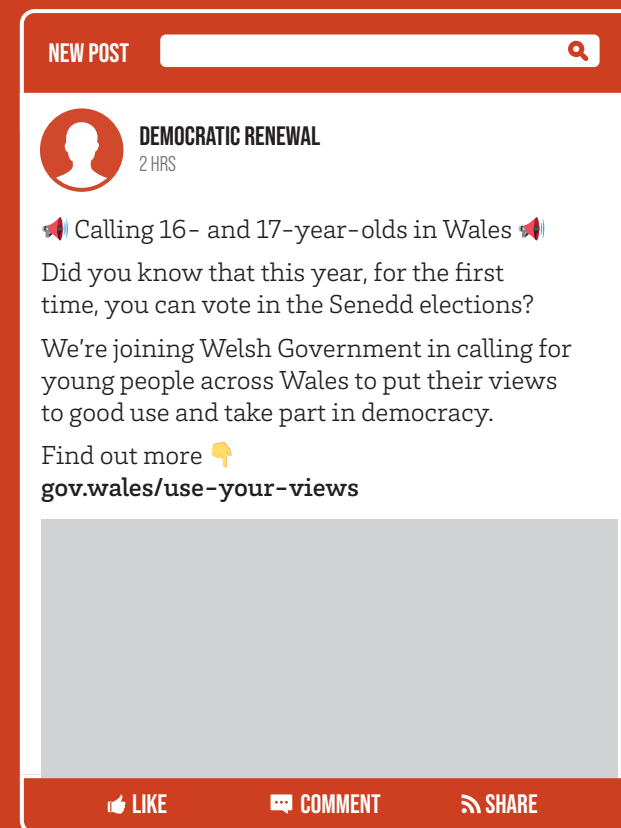 NEW POST
DEMOCRATIC RENEWAL
2 HRS
📢 Calling 16- and 17-year-olds in Wales 📢
Did you know that this year, for the first
time, you can vote in the Senedd elections?
We're joining Welsh Government in calling for
young people across Wales to put their views
to good use and take part in democracy.
Find out more 👇
gov.wales/use-your-views
LIKE
COMMENT
SHARE